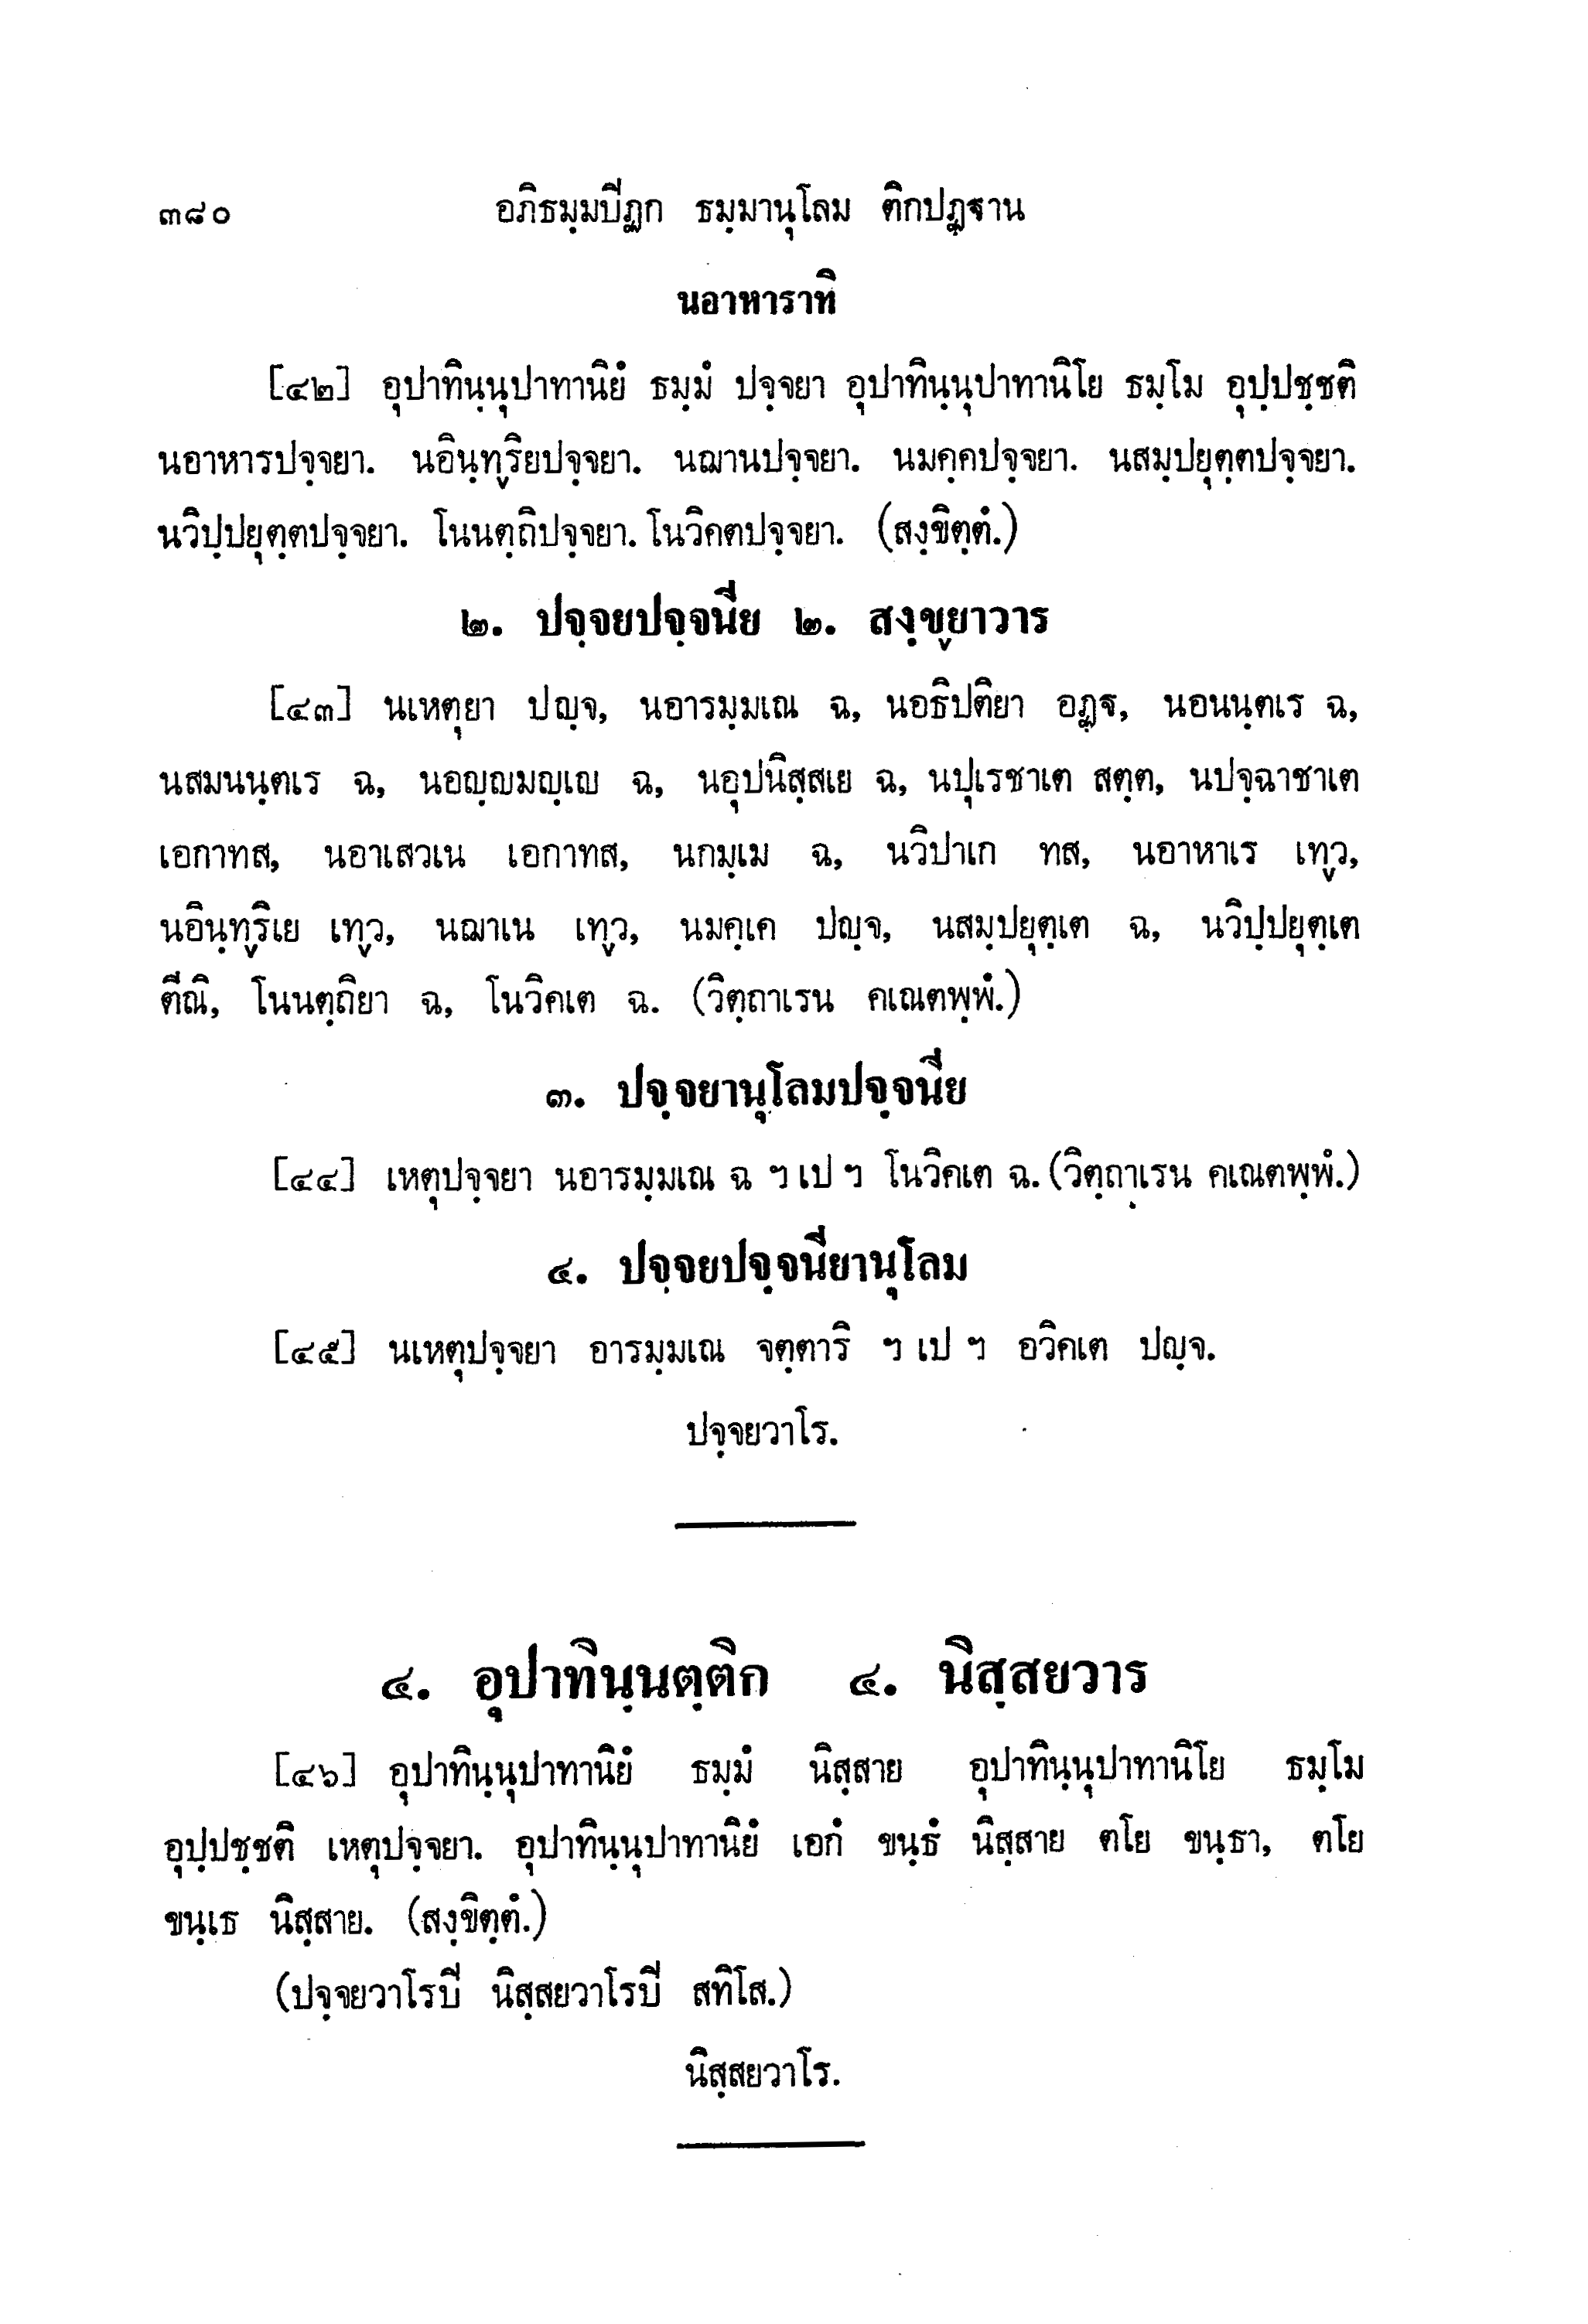 ๓๘๐ อภิธมฺมปิฏก ธมฺมานุโลม ติกปฏฺฐาน
นอาหาราทิ
[๔๒] อุปาทินฺนุปาทานิยํ ธมฺมํ ปจฺจยา อุปาทินฺนุปาทานิโย ธมฺโม อุปฺปชฺชติ
นอาหารปจฺจยา. นอินฺทฺริยปจฺจยา. นฌานปจฺจยา. นมคฺคปจฺจยา. นสมฺปยุตฺตปจฺจยา.
นวิปฺปยุตฺตปจฺจยา. โนนตฺถิปจฺจยา. โนวิคตปจฺจยา. (สงฺขิตฺตํ.)
๒. ปจฺจยปจฺจนีย ๒. สงฺขฺยาวาร
[๔๓] นเหตุยา ปญฺจ, นอารมฺมเณ ฉ, นอธิปติยา อฏฺฐ, นอนนฺตเร ฉ,
นสมนนฺตเร ฉ, นอญฺญมญฺเญ ฉ, นอุปนิสฺสเย ฉ, นปุเรชาเต สตฺต, นปจฺฉาชาเต
เอกาทส, นอาเสวเน เอกาทส, นกมฺเม ฉ, นวิปาเก ทส, นอาหาเร เทฺว,
นอินฺทฺริเย เทฺว, นฌาเน เทฺว, นมคฺเค ปญฺจ, นสมฺปยุตฺเต ฉ, นวิปฺปยุตฺเต
ตีณิ, โนนตฺถิยา ฉ, โนวิคเต ฉ. (วิตฺถาเรน คเณตพฺพํ.)
๓. ปจฺจยานุโลมปจฺจนีย
[๔๔] เหตุปจฺจยา นอารมฺมเณ ฉ ฯ เป ฯ โนวิคเต ฉ. (วิตฺถาเรน คเณตพฺพํ.)
๔. ปจฺจยปจฺจนียานุโลม
[๔๕] นเหตุปจฺจยา อารมฺมเณ จตฺตาริ ฯ เป ฯ อวิคเต ปญฺจ.
ปจฺจยวาโร.
๔. อุปาทินฺนตฺติก ๔. นิสฺสยวาร
[๔๖] อุปาทินฺนุปาทานิยํ ธมฺมํ นิสฺสาย อุปาทินฺนุปาทานิโย ธมฺโม
อุปฺปชฺชติ เหตุปจฺจยา. อุปาทินฺนุปาทานิยํ เอกํ ขนฺธํ นิสฺสาย ตโย ขนฺธา, ตโย
ขนฺเธ นิสฺสาย. (สงฺขิตฺตํ.)
(ปจฺจยวาโรปิ นิสฺสยวาโรปิ สทิโส.)
นิสฺสยวาโร.